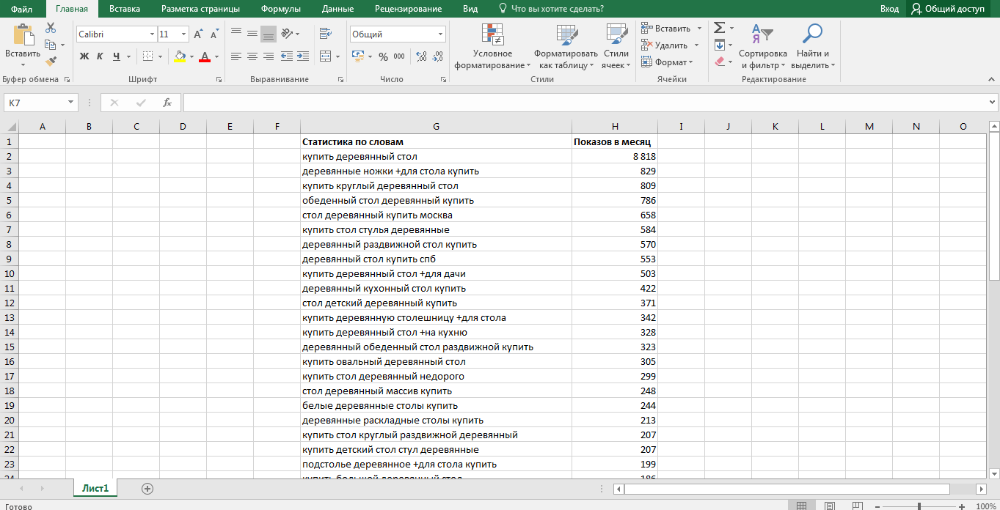 Файл Главная Вставка Разметка страницы Формулы Данные Рецензирование Вид Что вы хотите сделать? Вход Общий доступ
Вставить
Calibri 11
Ж К Ч
А
Общий
% 000
Условное форматирование
Форматировать как таблицу
Стили ячеек
Вставить
Удалить
Формат
Сортировка и фильтр
Найти и выделить
Буфер обмена Шрифт Выравнивание Число Стили Ячейки Редактирование
K7 fx
A B C D E F G H I J K L M N O
1 Статистика по словам Показов в месяц
2 купить деревянный стол 8 818
3 деревянные ножки +для стола купить 829
4 купить круглый деревянный стол 809
5 обеденный стол деревянный купить 786
6 стол деревянный купить москва 658
7 купить стол стулья деревянные 584
8 деревянный раздвижной стол купить 570
9 деревянный стол купить спб 553
10 купить деревянный стол +для дачи 503
11 деревянный кухонный стол купить 422
12 стол детский деревянный купить 371
13 купить деревянную столешницу +для стола 342
14 купить деревянный стол +на кухню 328
15 деревянный обеденный стол раздвижной купить 323
16 купить овальный деревянный стол 305
17 купить стол деревянный недорого 299
18 стол деревянный массив купить 248
19 белые деревянные столы купить 244
20 деревянные раскладные столы купить 213
21 купить стол круглый раздвижной деревянный 207
22 купить детский стол стул деревянные 207
23 подстолье деревянное +для стола купить 199
24 купить большой деревянный стол 186
Лист1
Готово 100%